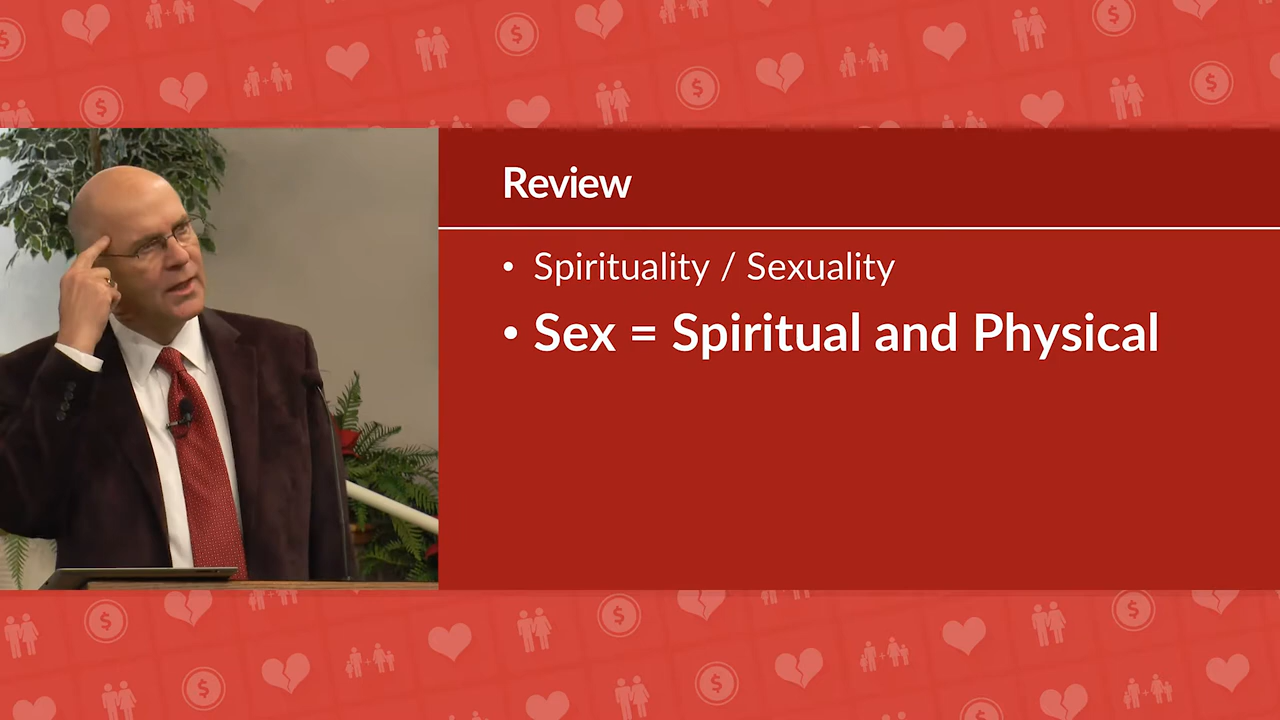 Review
• Spirituality / Sexuality
• Sex = Spiritual and Physical